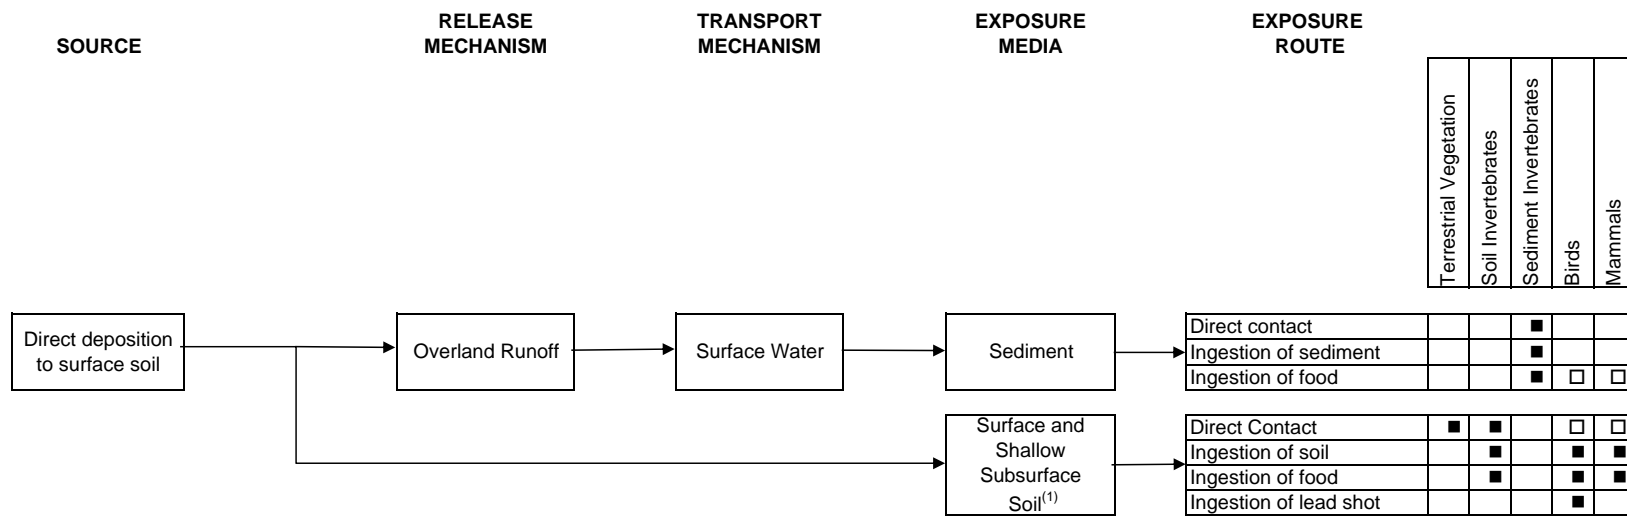 SOURCE
RELEASE
MECHANISM
TRANSPORT
MECHANISM
EXPOSURE
MEDIA
EXPOSURE
ROUTE
Terrestrial Vegetation
Soil Invertebrates
Sediment Invertebrates
Birds
Mammals
Direct deposition
to surface soil
Overland Runoff
Surface Water
Sediment
Direct contact ■
Ingestion of sediment ■
Ingestion of food ■ □ □
Surface and
Shallow
Subsurface
Soil(1)
Direct Contact ■ ■ □ □
Ingestion of soil ■ ■ ■
Ingestion of food ■ ■ ■
Ingestion of lead shot ■